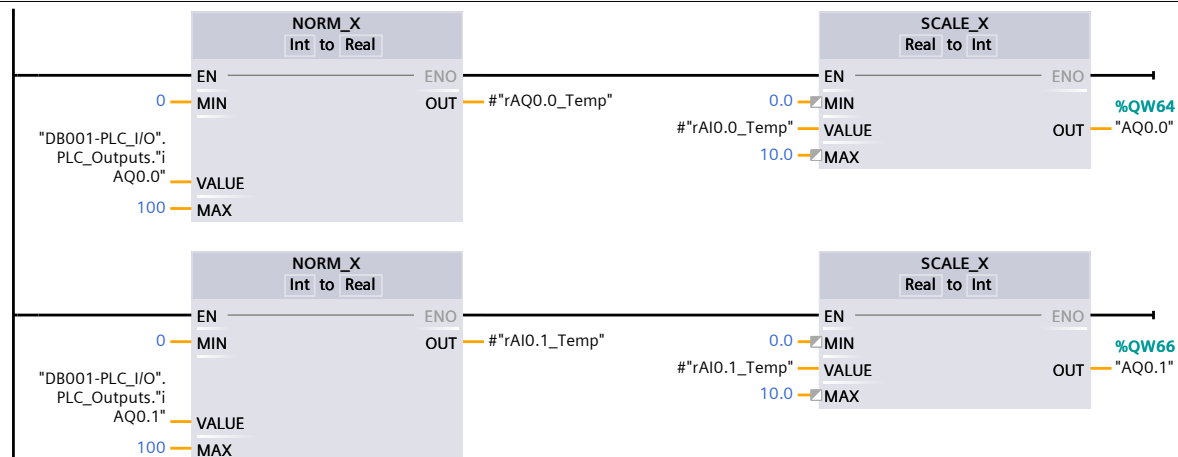 NORM_X
Int to Real
EN
ENO
0
MIN
OUT
#"rAQ0.0_Temp"
"DB001-PLC_I/O".
PLC_Outputs."i
AQ0.0"
VALUE
100
MAX
SCALE_X
Real to Int
EN
ENO
0.0
MIN
%QW64
#"rAI0.0_Temp"
VALUE
OUT
"AQ0.0"
10.0
MAX
NORM_X
Int to Real
EN
ENO
0
MIN
OUT
#"rAI0.1_Temp"
"DB001-PLC_I/O".
PLC_Outputs."i
AQ0.1"
VALUE
100
MAX
SCALE_X
Real to Int
EN
ENO
0.0
MIN
%QW66
#"rAI0.1_Temp"
VALUE
OUT
"AQ0.1"
10.0
MAX